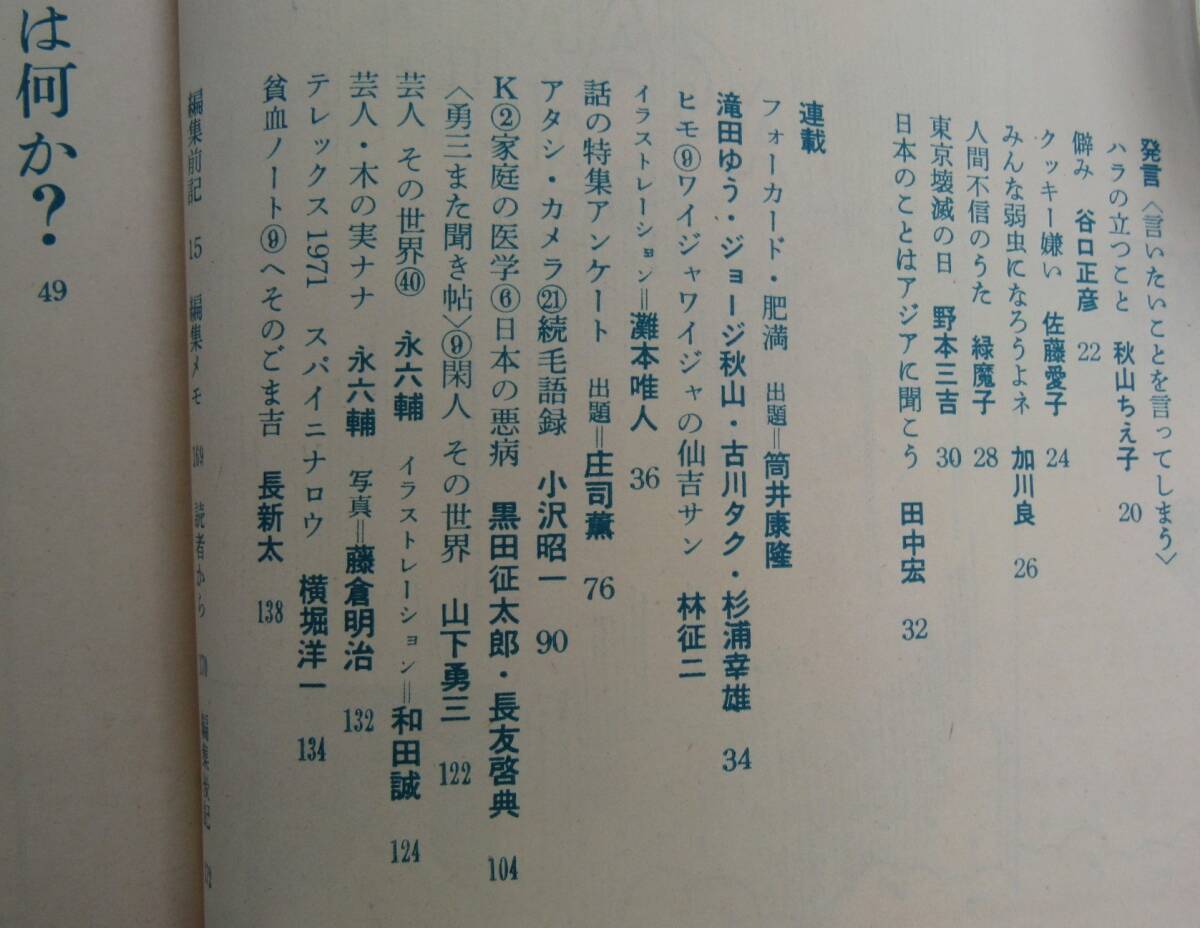 発言〈言いたいことを言ってしまう〉
ハラの立つこと 秋山ちえ子 20
僻み 谷口正彦 22
クッキー嫌い 佐藤愛子 24
みんな弱虫になろうよネ 加川良 26
人間不信のうた 緑魔子 28
東京壊滅の日 野本三吉 30
日本のことはアジアに聞こう 田中宏 32
連載
フォーカード・肥満 出題＝筒井康隆
滝田ゆう・ジョージ秋山・古川タク・杉浦幸雄 34
ヒモ⑨ワイジャワイジャの仙吉サン 林征二
イラストレーション＝灘本唯人 36
話の特集アンケート 出題＝庄司薫 76
アタシ・カメラ㉑続毛語録 小沢昭一 90
K②家庭の医学⑥日本の悪病 黒田征太郎・長友啓典 104
〈勇三また聞き帖〉⑨閑人 その世界 山下勇三 122
芸人 その世界㊵ 永六輔 イラストレーション＝和田誠 124
芸人・木の実ナナ 永六輔 写真＝藤倉明治 132
テレックス1971 スパイニナロウ 横堀洋一 134
貧血ノート⑨へそのごま吉 長新太 138
編集前記 15 編集メモ 169 読者から 170 編集後記
は何か？・49